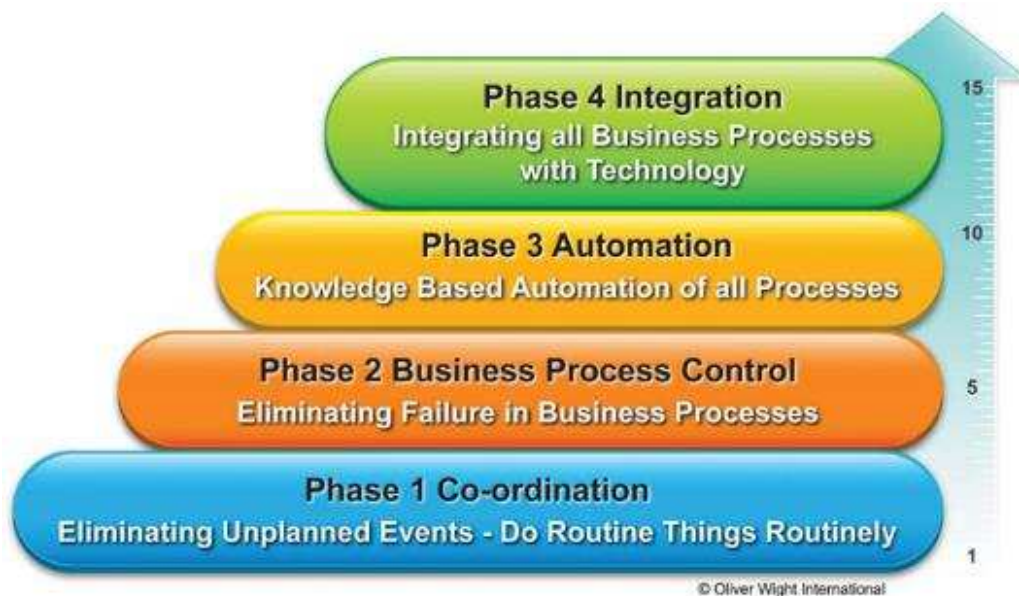 Phase 4 Integration
Integrating all Business Processes
with Technology
15
Phase 3 Automation
10
Knowledge Based Automation of all Processes
Phase 2 Business Process Control
5
Eliminating Failure in Business Processes
Phase 1 Co-ordination
Eliminating Unplanned Events - Do Routine Things Routinely
1
© Oliver Wight International